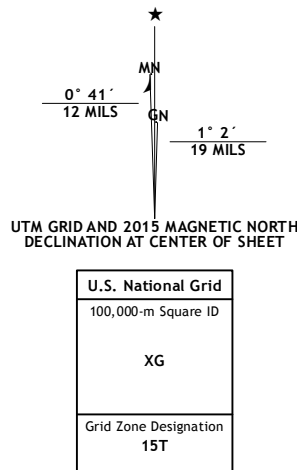 MN
0° 41´
12 MILS
GN
1° 2´
19 MILS
UTM GRID AND 2015 MAGNETIC NORTH
DECLINATION AT CENTER OF SHEET
U.S. National Grid
100,000-m Square ID
XG
Grid Zone Designation
15T